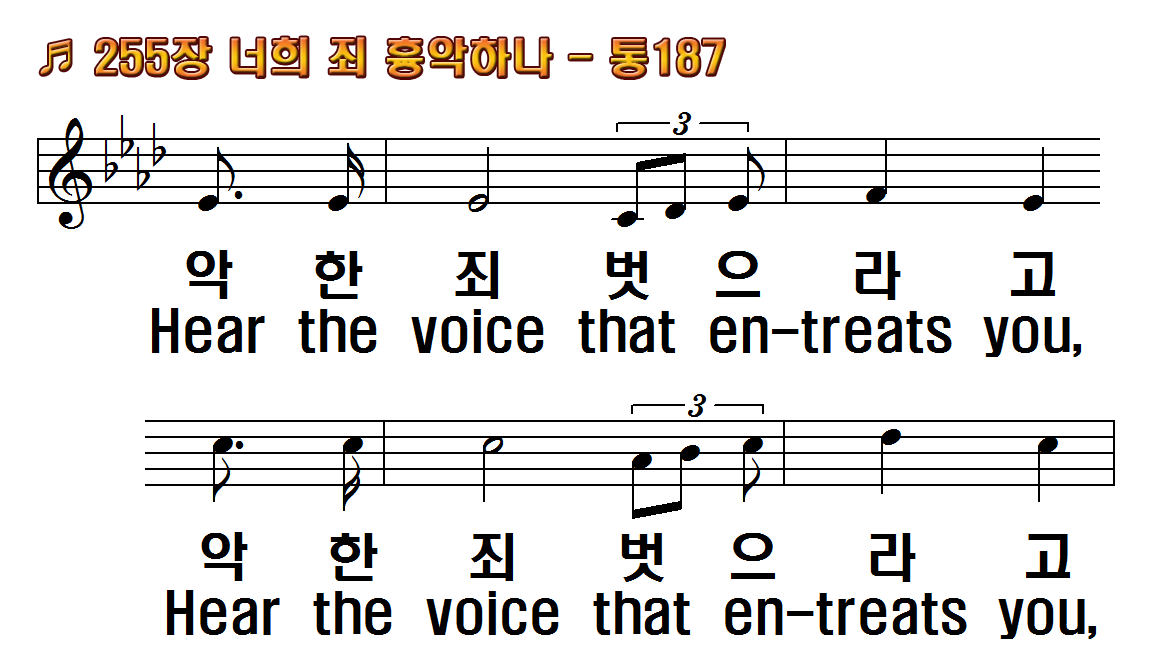 ♬ 255장 너희 죄 흉악하나 - 통187
3
악 한 죄 벗 으 라 고
Hear the voice that en-treats you,
3
악 한 죄 벗 으 라 고
Hear the voice that en-treats you,